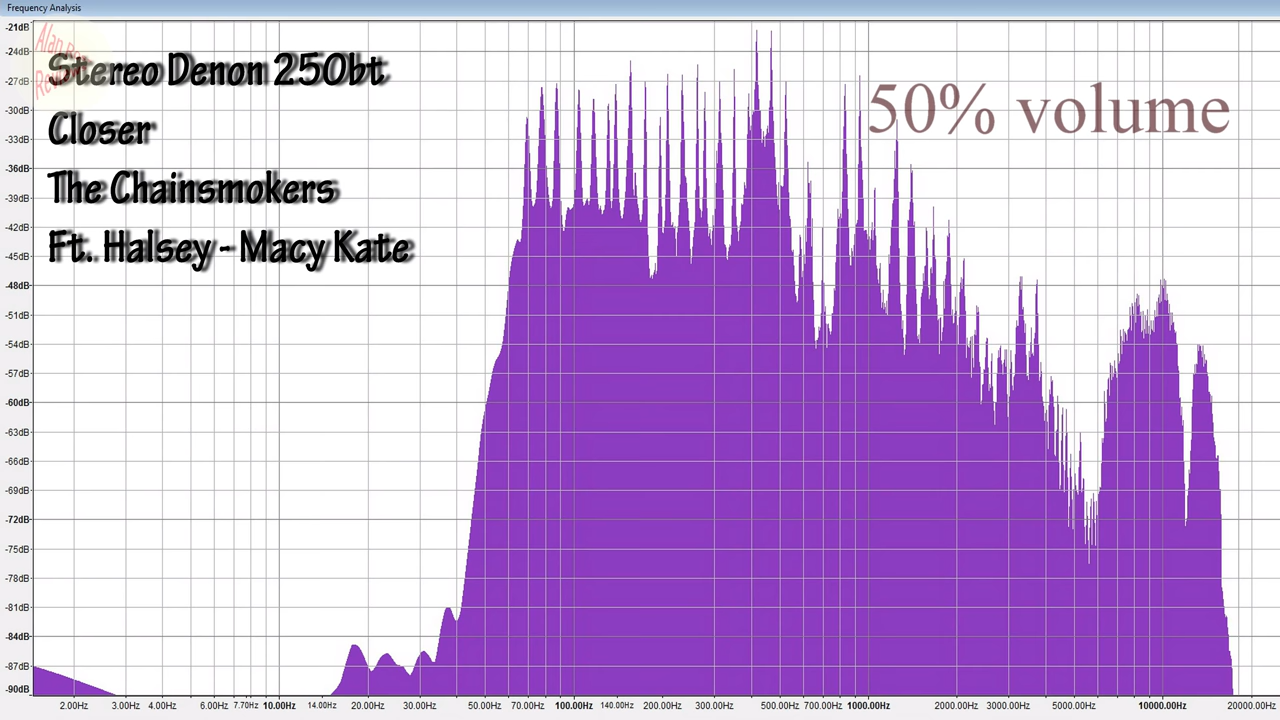 Frequency Analysis
-21dB
-24dB
-27dB
-30dB
-33dB
-36dB
-39dB
-42dB
-45dB
-48dB
-51dB
-54dB
-57dB
-60dB
-63dB
-66dB
-69dB
-72dB
-75dB
-78dB
-81dB
-84dB
-87dB
-90dB
Stereo Denon 250bt
Closer
The Chainsmokers
Ft. Halsey - Macy Kate
50% volume
2.00Hz 3.00Hz 4.00Hz 6.00Hz 7.70Hz 10.00Hz 14.00Hz 20.00Hz 30.00Hz 50.00Hz 70.00Hz 100.00Hz 140.00Hz 200.00Hz 300.00Hz 500.00Hz 700.00Hz 1000.00Hz 2000.00Hz 3000.00Hz 5000.00Hz 10000.00Hz 20000.00Hz